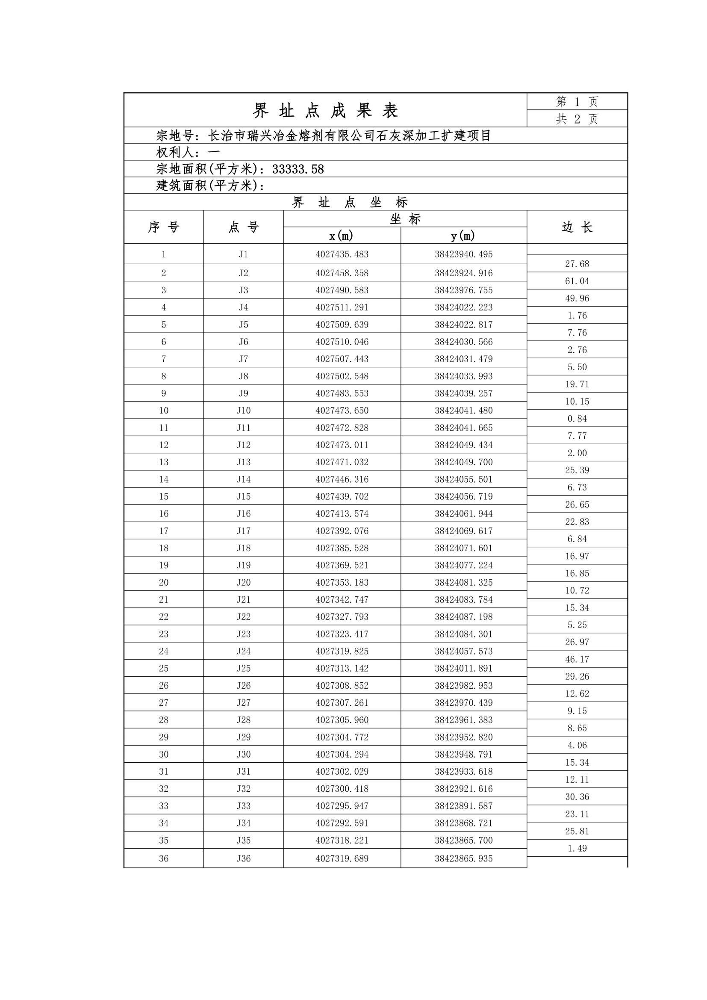 界 址 点 成 果 表
第 1 页
共 2 页
宗地号: 长治市瑞兴冶金熔剂有限公司石灰深加工扩建项目
权利人: 一
宗地面积(平方米): 33333.58
建筑面积(平方米):
界 址 点 坐 标
序 号 点 号 坐 标 边 长
x(m) y(m)
1 J1 4027435.483 38423940.495
27.68
2 J2 4027458.358 38423924.916
61.04
3 J3 4027490.583 38423976.755
49.96
4 J4 4027511.291 38424022.223
1.76
5 J5 4027509.639 38424022.817
7.76
6 J6 4027510.046 38424030.566
2.76
7 J7 4027507.443 38424031.479
5.50
8 J8 4027502.548 38424033.993
19.71
9 J9 4027483.553 38424039.257
10.15
10 J10 4027473.650 38424041.480
0.84
11 J11 4027472.828 38424041.665
7.77
12 J12 4027473.011 38424049.434
2.00
13 J13 4027471.032 38424049.700
25.39
14 J14 4027446.316 38424055.501
6.73
15 J15 4027439.702 38424056.719
26.65
16 J16 4027413.574 38424061.944
22.83
17 J17 4027392.076 38424069.617
6.84
18 J18 4027385.528 38424071.601
16.97
19 J19 4027369.521 38424077.224
16.85
20 J20 4027353.183 38424081.325
10.72
21 J21 4027342.747 38424083.784
15.34
22 J22 4027327.793 38424087.198
5.25
23 J23 4027323.417 38424084.301
26.97
24 J24 4027319.825 38424057.573
46.17
25 J25 4027313.142 38424011.891
29.26
26 J26 4027308.852 38423982.953
12.62
27 J27 4027307.261 38423970.439
9.15
28 J28 4027305.960 38423961.383
8.65
29 J29 4027304.772 38423952.820
4.06
30 J30 4027304.294 38423948.791
15.34
31 J31 4027302.029 38423933.618
12.11
32 J32 4027300.418 38423921.616
30.36
33 J33 4027295.947 38423891.587
23.11
34 J34 4027292.591 38423868.721
25.81
35 J35 4027318.221 38423865.700
1.49
36 J36 4027319.689 38423865.935